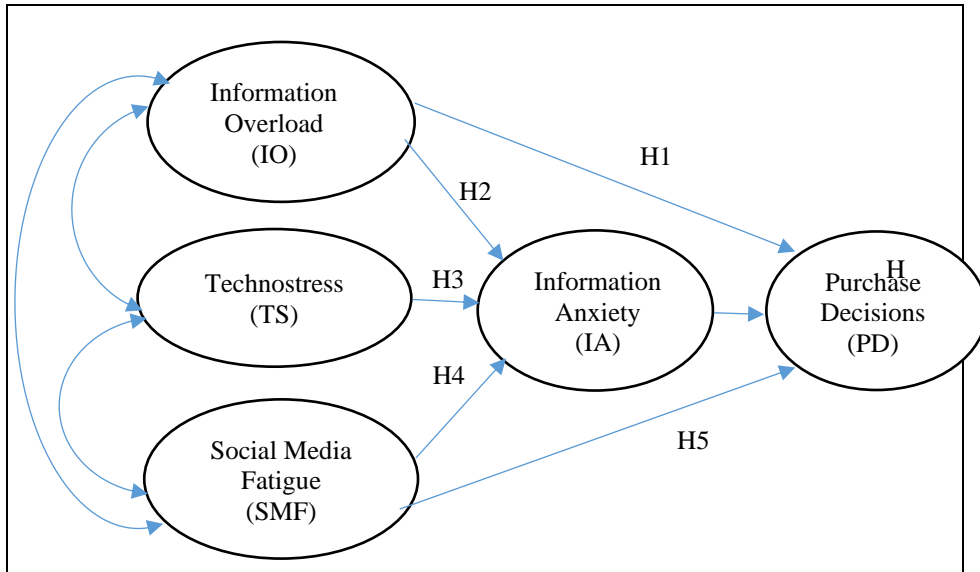 Information
Overload
(IO)
H1
H2
Technostress
(TS)
H3
Information
Anxiety
(IA)
H
Purchase
Decisions
(PD)
H4
Social Media
Fatigue
(SMF)
H5